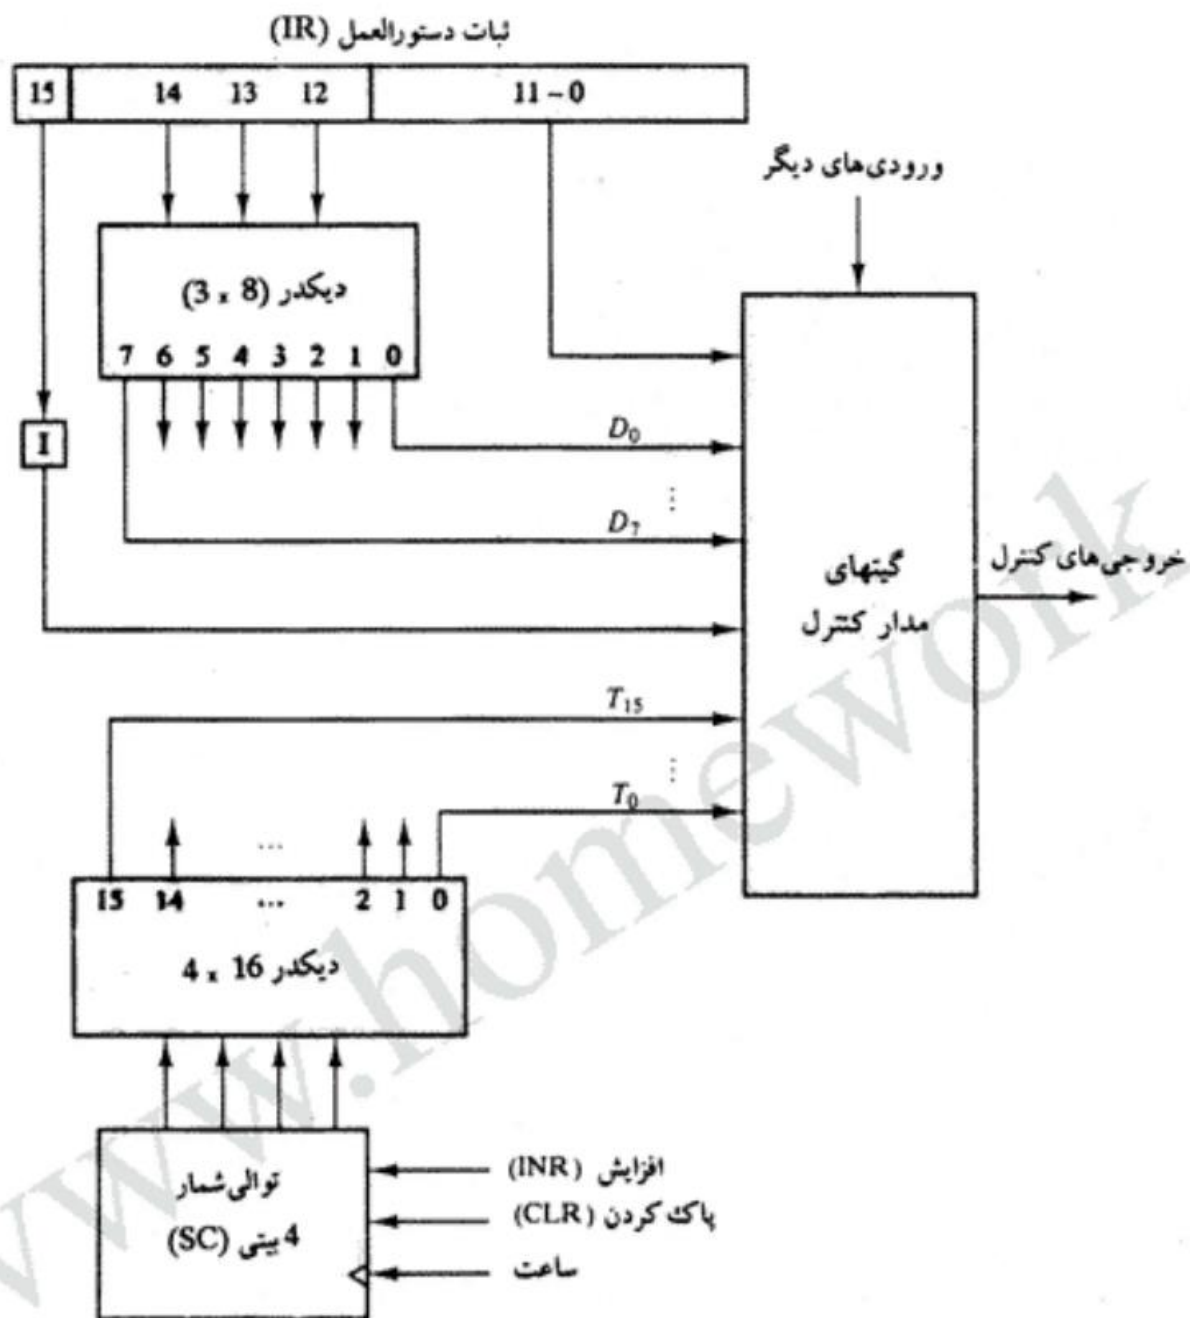 ثبات دستورالعمل (IR)
15 14 13 12 11 – 0
ورودی‌های دیگر
دیکدر (3 × 8)
7 6 5 4 3 2 1 0
I
D0
⋮
D7
گیتهای
مدار کنترل
خروجی‌های کنترل
T15
⋮
T0
...
15 14 ... 2 1 0
دیکدر 16 × 4
توالی‌شمار
4 بیتی (SC)
افزایش (INR)
پاک کردن (CLR)
ساعت
www.homework